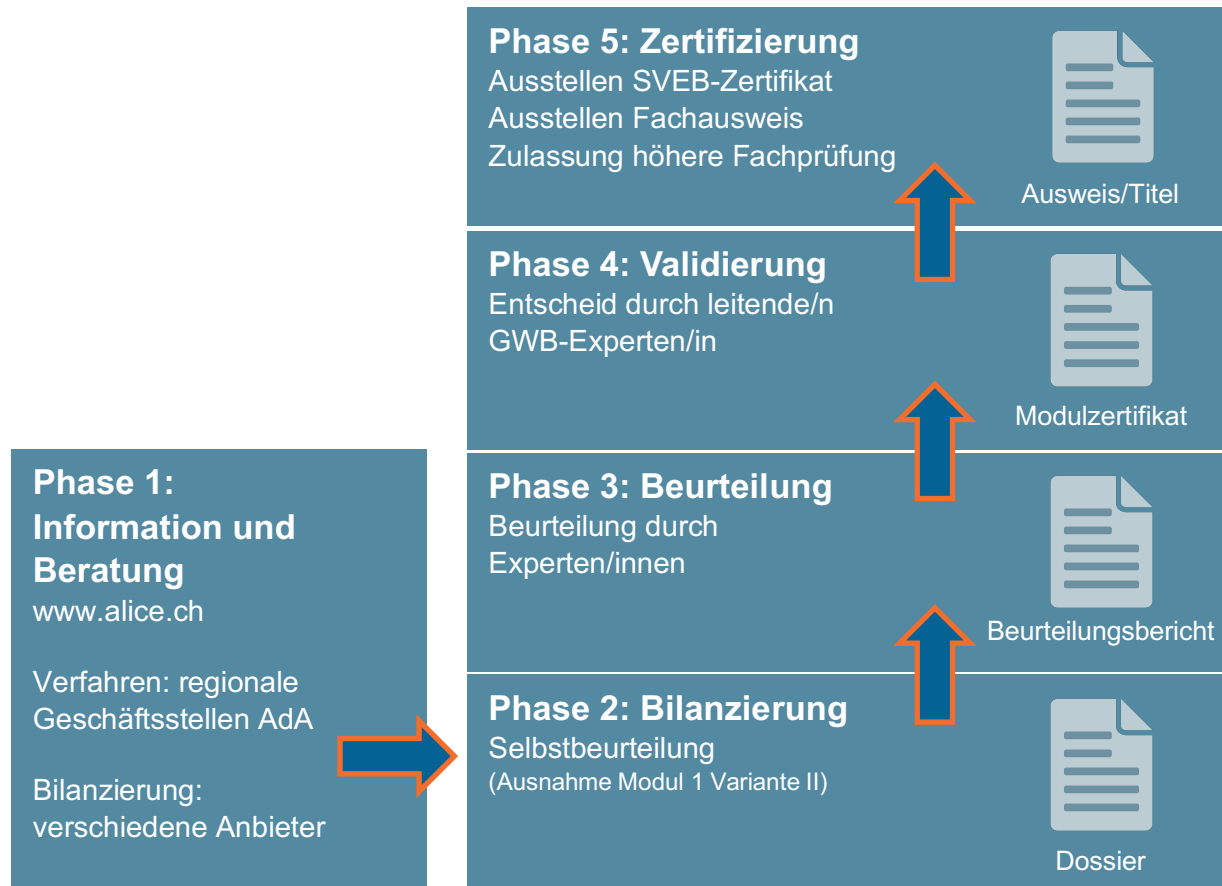 Phase 5: Zertifizierung
Ausstellen SVEB-Zertifikat
Ausstellen Fachausweis
Zulassung höhere Fachprüfung
Ausweis/Titel
Phase 4: Validierung
Entscheid durch leitende/n
GWB-Experten/in
Modulzertifikat
Phase 3: Beurteilung
Beurteilung durch
Experten/innen
Beurteilungsbericht
Phase 1:
Information und
Beratung
www.alice.ch
Verfahren: regionale
Geschäftsstellen AdA
Bilanzierung:
verschiedene Anbieter
Phase 2: Bilanzierung
Selbstbeurteilung
(Ausnahme Modul 1 Variante II)
Dossier